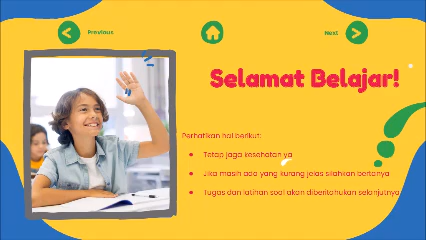 Previous
Next
Selamat Belajar!
Perhatikan hal berikut:
• Tetap jaga kesehatan ya
• Jika masih ada yang kurang jelas silahkan bertanya
• Tugas dan latihan soal akan diberitahukan selanjutnya